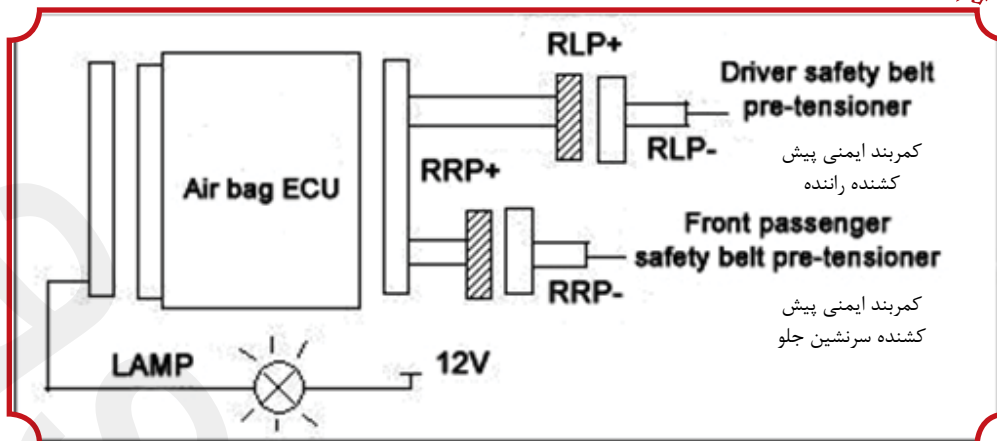 RLP+
Driver safety belt
pre-tensioner
RLP-
کمربند ایمنی پیش
کشنده راننده
Air bag ECU
RRP+
Front passenger
safety belt pre-tensioner
RRP-
کمربند ایمنی پیش
کشنده سرنشین جلو
LAMP
12V